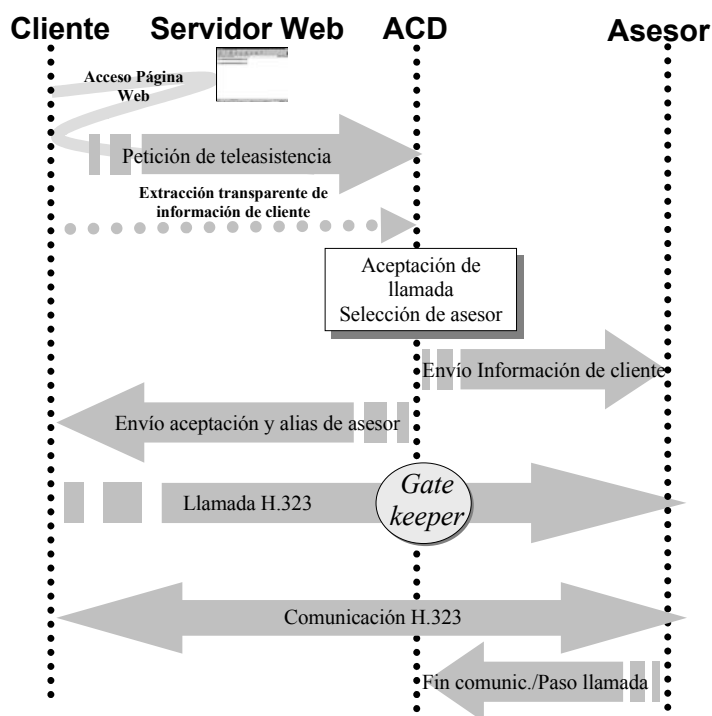 Cliente Servidor Web ACD Asesor
Acceso Página
Web
Petición de teleasistencia
Extracción transparente de
información de cliente
Aceptación de
llamada
Selección de asesor
Envío Información de cliente
Envío aceptación y alias de asesor
Llamada H.323
Gate
keeper
Comunicación H.323
Fin comunic./Paso llamada